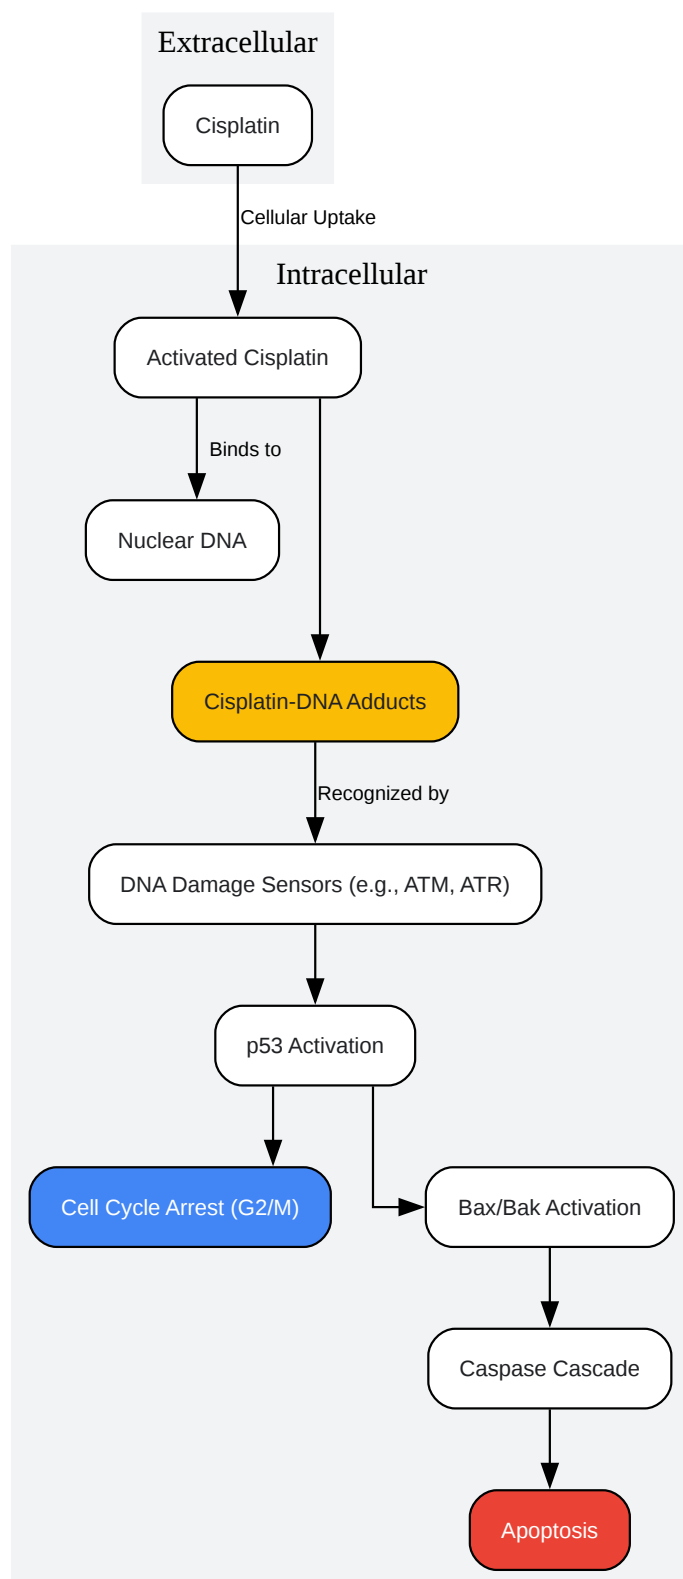 Extracellular
Cisplatin
Cellular Uptake
Intracellular
Activated Cisplatin
Binds to
Nuclear DNA
Cisplatin-DNA Adducts
Recognized by
DNA Damage Sensors (e.g., ATM, ATR)
p53 Activation
Cell Cycle Arrest (G2/M)
Bax/Bak Activation
Caspase Cascade
Apoptosis